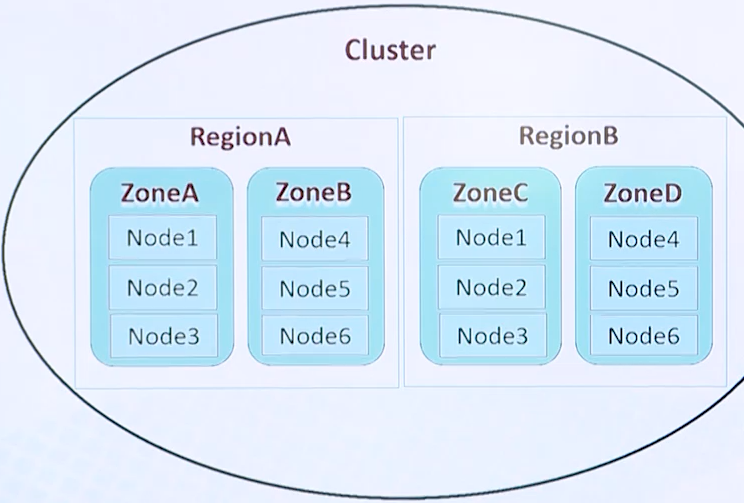 Cluster
RegionA
RegionB
ZoneA
Node1
Node2
Node3
ZoneB
Node4
Node5
Node6
ZoneC
Node1
Node2
Node3
ZoneD
Node4
Node5
Node6